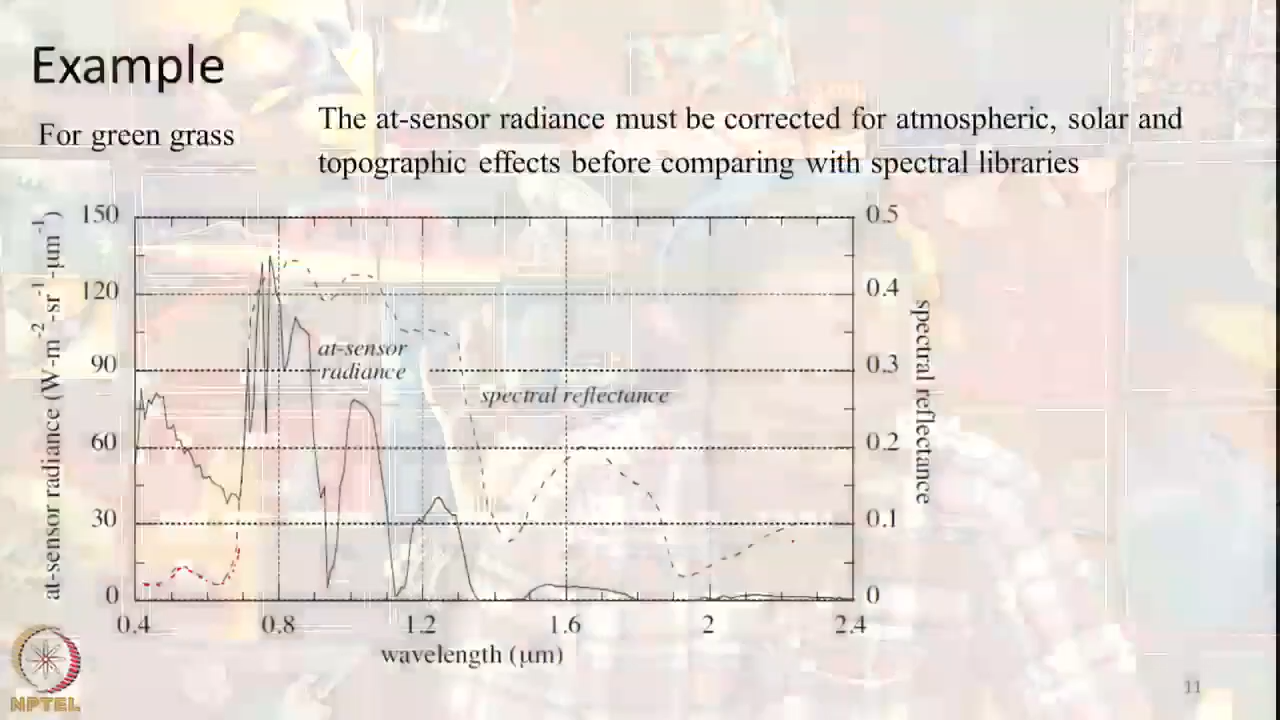 Example
For green grass
The at-sensor radiance must be corrected for atmospheric, solar and
topographic effects before comparing with spectral libraries
at-sensor radiance (W-m-2-sr-1-μm-1)
150
120
90
60
30
0
at-sensor
radiance
spectral reflectance
0.5
0.4
0.3
0.2
0.1
0
spectral reflectance
0.4 0.8 1.2 1.6 2 2.4
wavelength (μm)
NPTEL
11